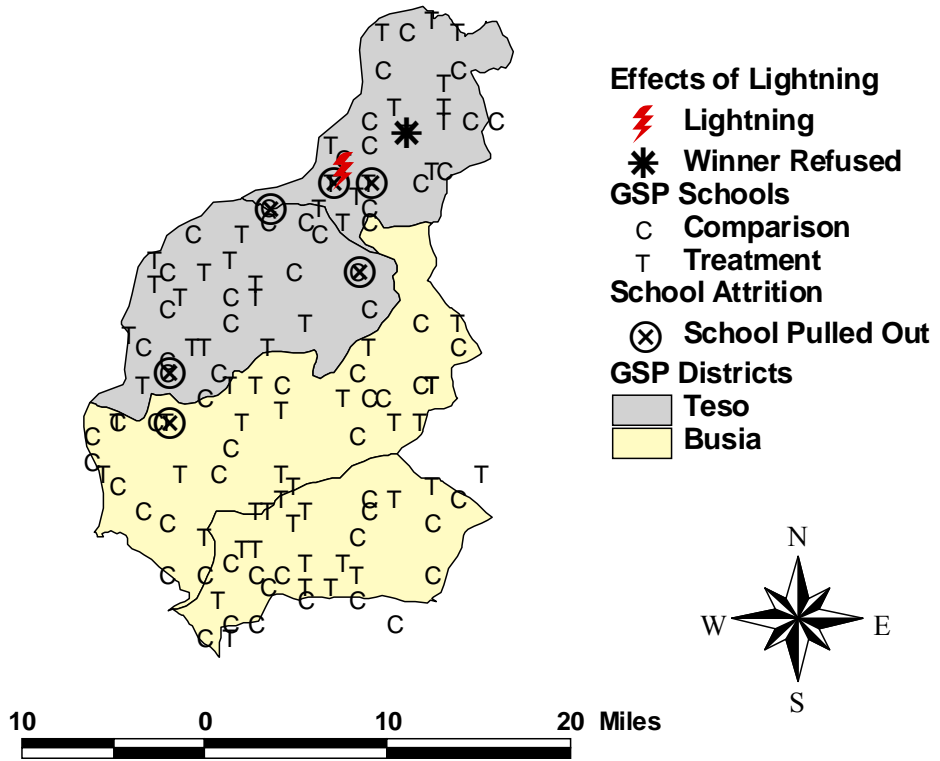 T
T C T
C C
T
T T
C T C C
T C
C
T C
T T C
T
C T C
C C T C
C T C
T T
C T T C C
T T
T C T
C C
C T C T
T
C T T T T C
C
C C C
T T T C C T
C T C C
T
T C C T T T T
C C C
C
C
T T C T T
C T T T
T C T C
C T T T C
C T C
T C
T T
C T T
C C C C T C
C T T
T C C
C C C
C T
Effects of Lightning
Lightning
Winner Refused
GSP Schools
C Comparison
T Treatment
School Attrition
School Pulled Out
GSP Districts
Teso
Busia
N
W E
S
10 0 10 20 Miles